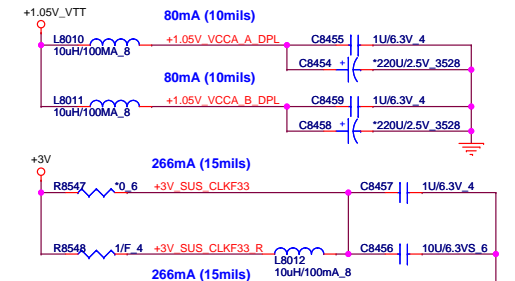 +1.05V_VTT
80mA (10mils)
L8010 +1.05V_VCCA_A_DPL C8455 1U/6.3V_4
10uH/100MA_8
C8454 + *220U/2.5V_3528
80mA (10mils)
L8011 +1.05V_VCCA_B_DPL C8459 1U/6.3V_4
10uH/100MA_8
C8458 + *220U/2.5V_3528
+3V
266mA (15mils)
R8547 *0_6 +3V_SUS_CLKF33 C8457 1U/6.3V_4
R8548 1/F_4 +3V_SUS_CLKF33_R C8456 10U/6.3VS_6
L8012
10uH/100mA_8
266mA (15mils)